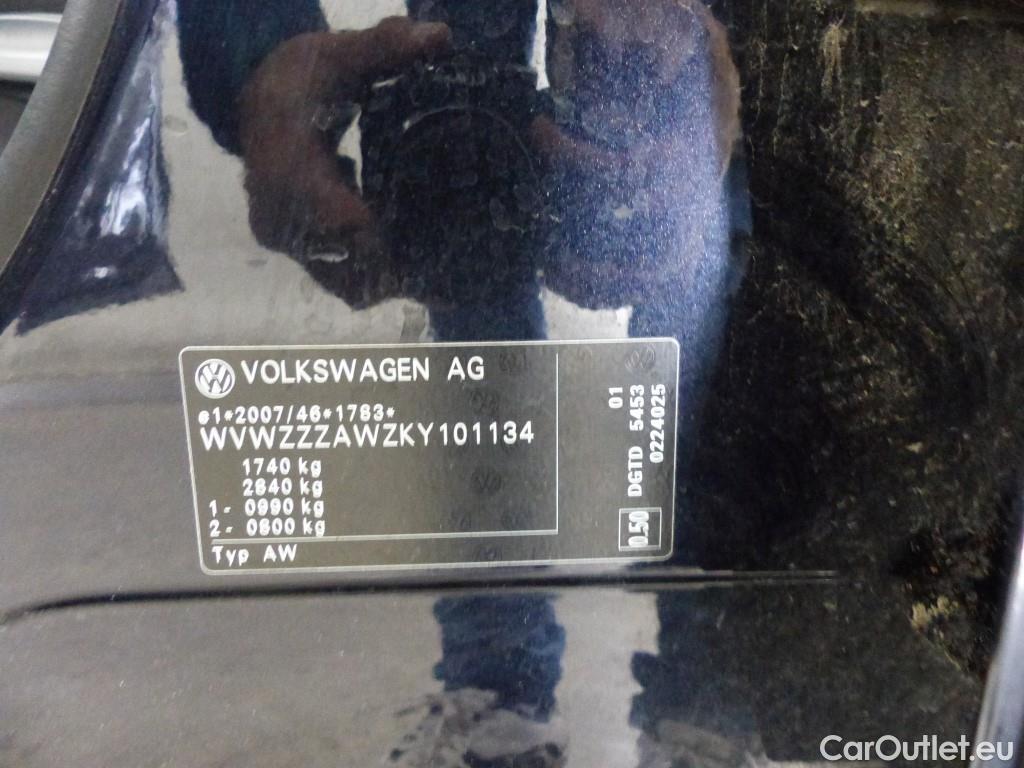 VOLKSWAGEN AG
e1*2007/46*1783*
WVWZZZAWZKY101134
1740 kg
2840 kg
1- 0990 kg
2- 0800 kg
Typ AW
01
DGTD 5453
0224025
0.50
CarOutlet.eu